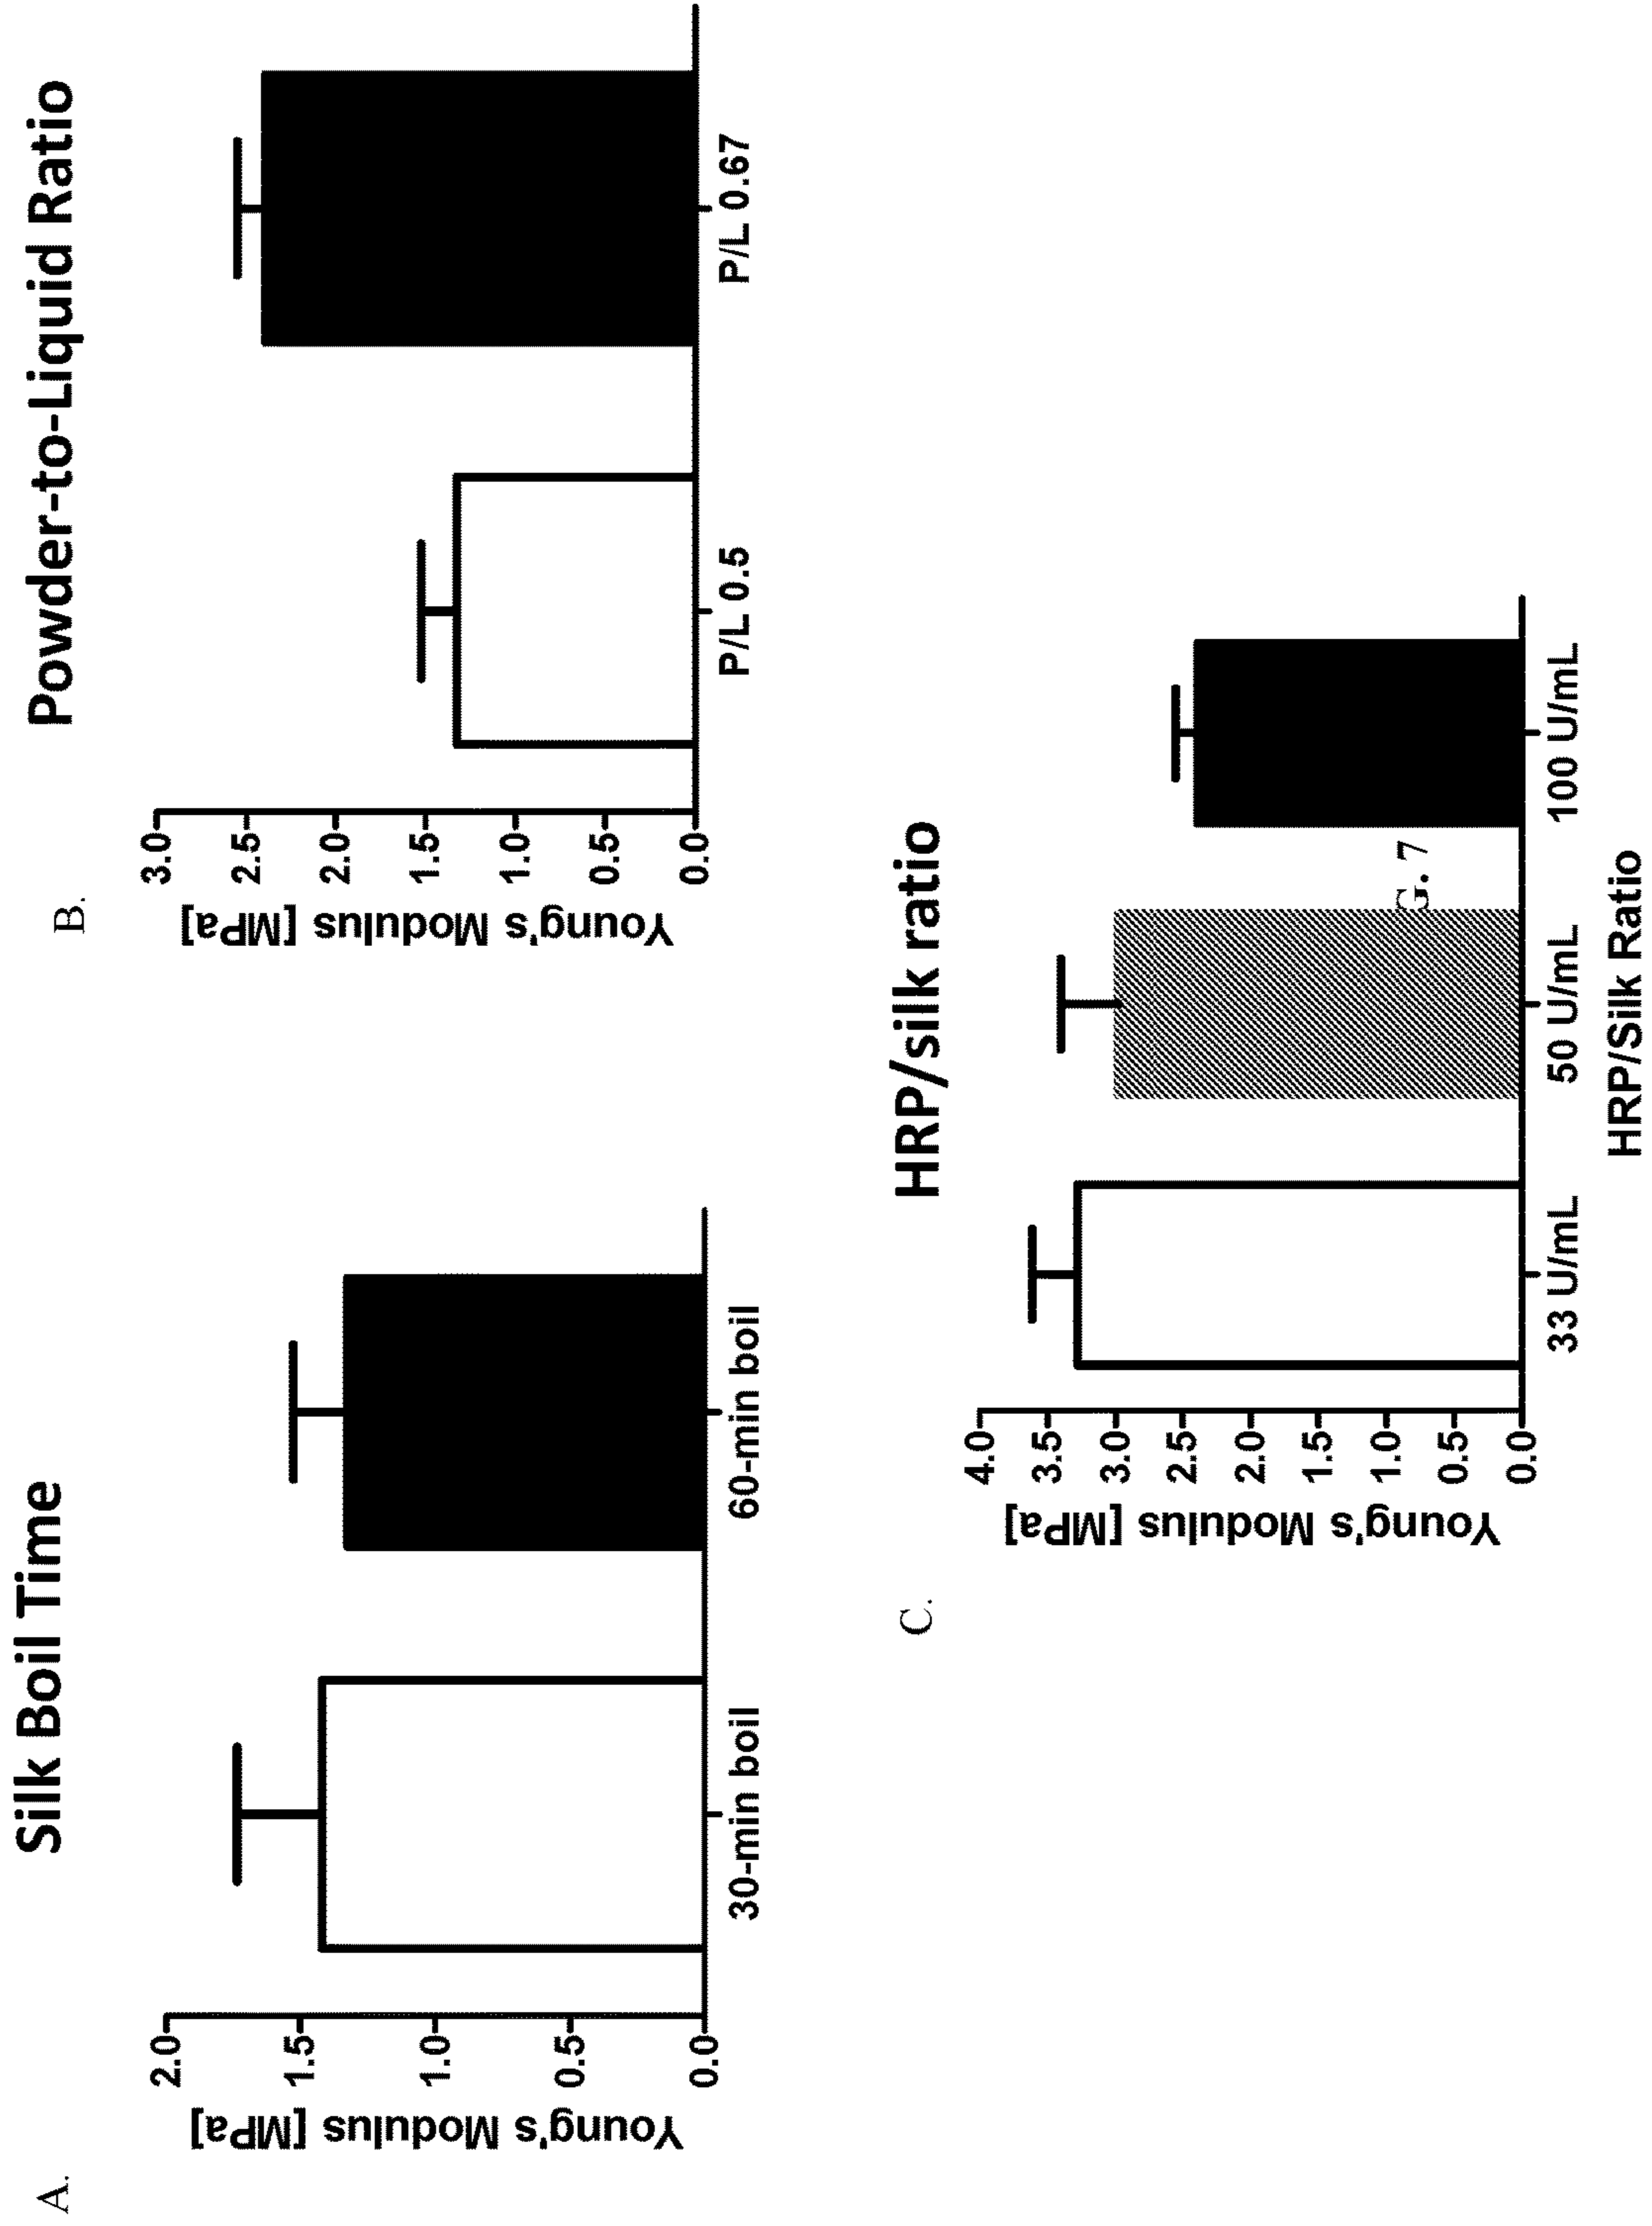 A.
Silk Boil Time
Young's Modulus [MPa]
2.0
1.5
1.0
0.5
0.0
30-min boil
60-min boil
B.
Powder-to-Liquid Ratio
Young's Modulus [MPa]
3.0
2.5
2.0
1.5
1.0
0.5
0.0
P/L 0.5
P/L 0.67
C.
HRP/silk ratio
Young's Modulus [MPa]
4.0
3.5
3.0
2.5
2.0
1.5
1.0
0.5
0.0
33 U/mL
50 U/mL
100 U/mL
HRP/Silk Ratio
G. 7